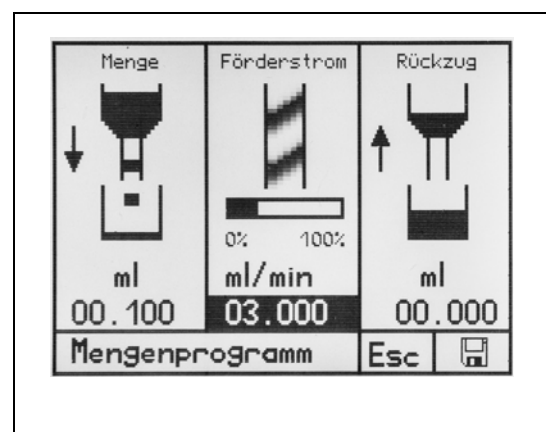 Menge Förderstrom Rückzug
0% 100%
ml ml/min ml
00.100 03.000 00.000
Mengenprogramm Esc